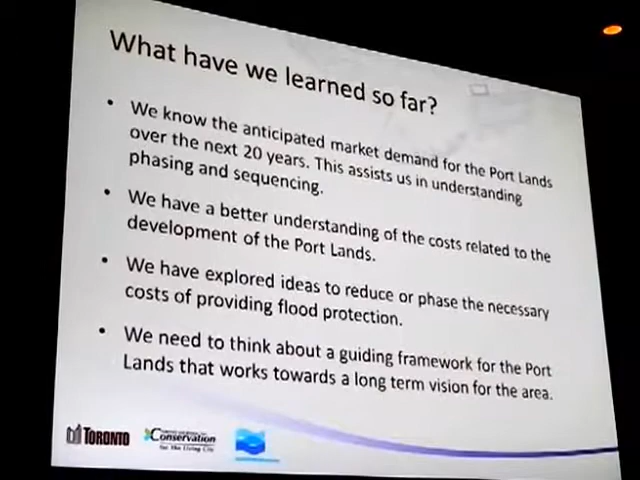 What have we learned so far?
• We know the anticipated market demand for the Port Lands
over the next 20 years. This assists us in understanding
phasing and sequencing.
• We have a better understanding of the costs related to the
development of the Port Lands.
• We have explored ideas to reduce or phase the necessary
costs of providing flood protection.
• We need to think about a guiding framework for the Port
Lands that works towards a long term vision for the area.
TORONTO
Conservation
for The Living City